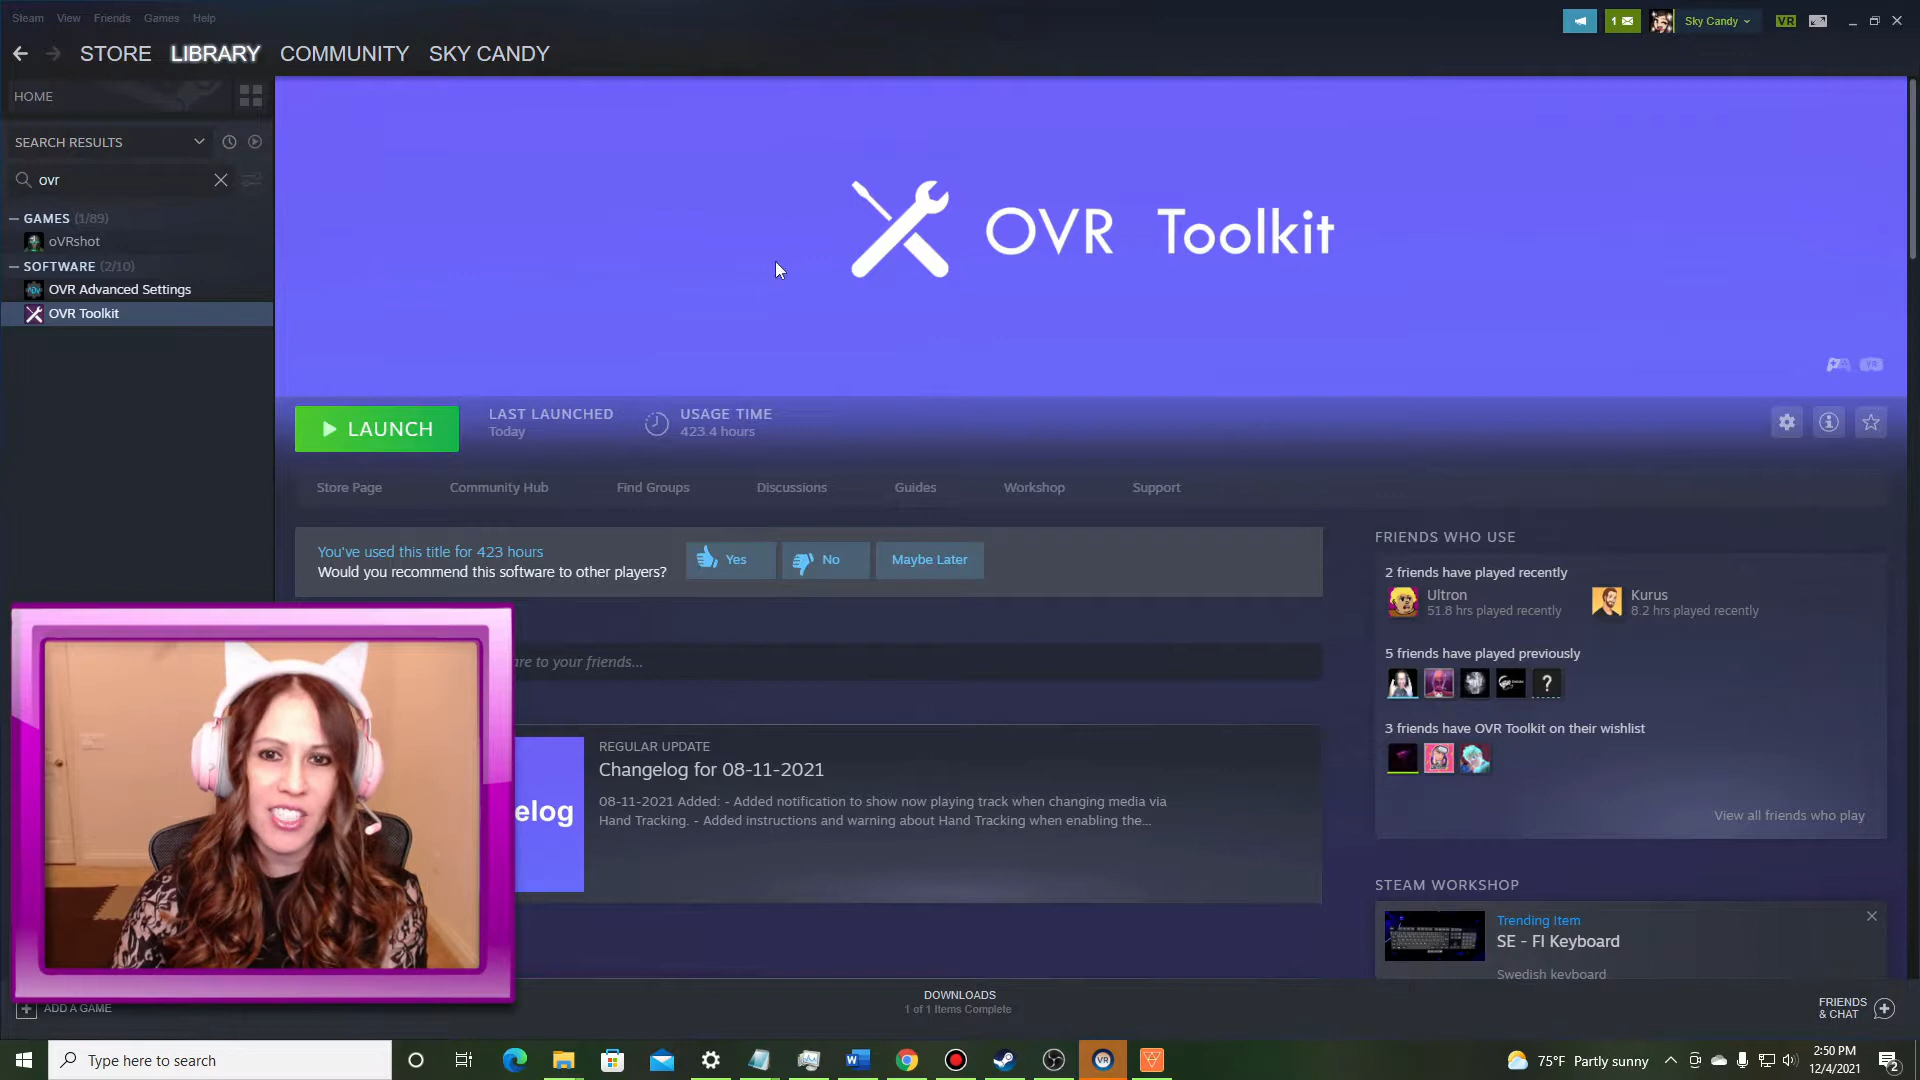 Steam View Friends Games Help
1
Sky Candy
VR
STORE LIBRARY COMMUNITY SKY CANDY
HOME
SEARCH RESULTS
ovr
GAMES (1/89)
oVRshot
SOFTWARE (2/10)
OVR Advanced Settings
OVR Toolkit
OVR Toolkit
LAUNCH
LAST LAUNCHED
Today
USAGE TIME
423.4 hours
Store Page Community Hub Find Groups Discussions Guides Workshop Support
You've used this title for 423 hours
Would you recommend this software to other players?
Yes No Maybe Later
are to your friends...
REGULAR UPDATE
Changelog for 08-11-2021
elog
08-11-2021 Added: - Added notification to show now playing track when changing media via
Hand Tracking. - Added instructions and warning about Hand Tracking when enabling the...
FRIENDS WHO USE
2 friends have played recently
Ultron
51.8 hrs played recently
Kurus
8.2 hrs played recently
5 friends have played previously
?
3 friends have OVR Toolkit on their wishlist
View all friends who play
STEAM WORKSHOP
Trending Item
SE - FI Keyboard
Swedish keyboard
ADD A GAME
DOWNLOADS
1 of 1 Items Complete
FRIENDS
& CHAT
Type here to search
75°F Partly sunny
2:50 PM
12/4/2021
2